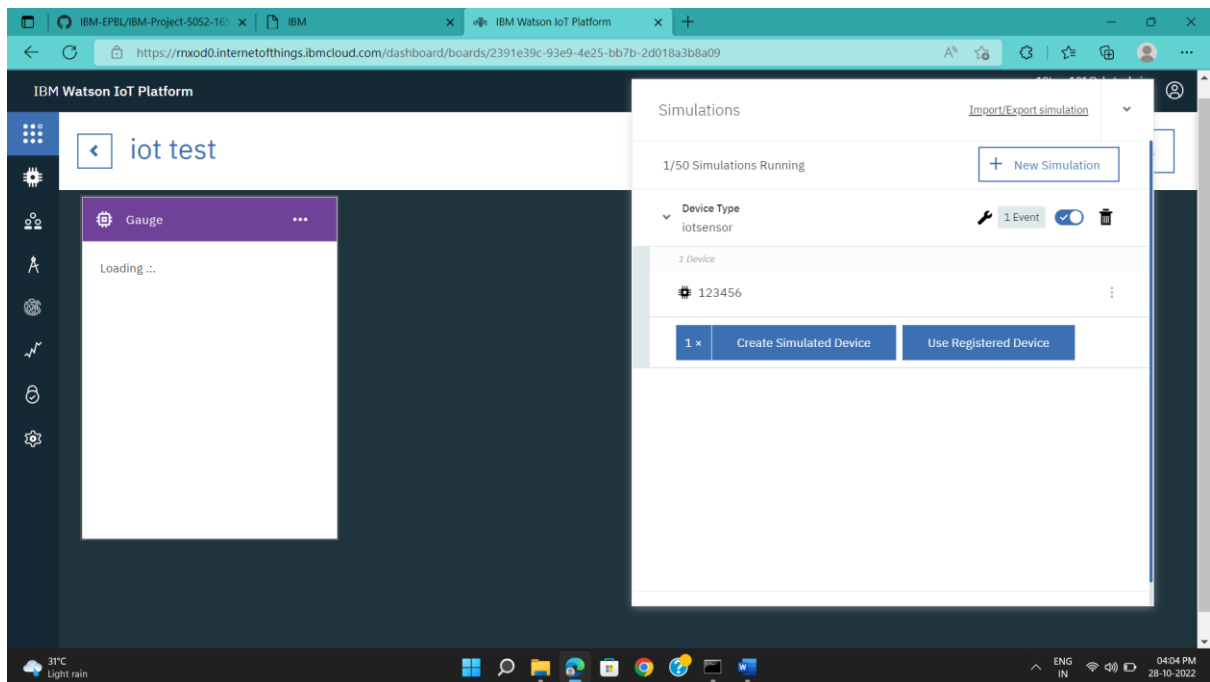 IBM-EPBL/IBM-Project-5052-165
IBM
IBM Watson IoT Platform
https://rnxod0.internetofthings.ibmcloud.com/dashboard/boards/2391e39c-93e9-4e25-bb7b-2d018a3b8a09
IBM Watson IoT Platform
iot test
Gauge
Loading .:.
Simulations
Import/Export simulation
1/50 Simulations Running
+ New Simulation
Device Type
iotsensor
1 Event
1 Device
123456
1 ×
Create Simulated Device
Use Registered Device
31°C
Light rain
ENG
IN
04:04 PM
28-10-2022